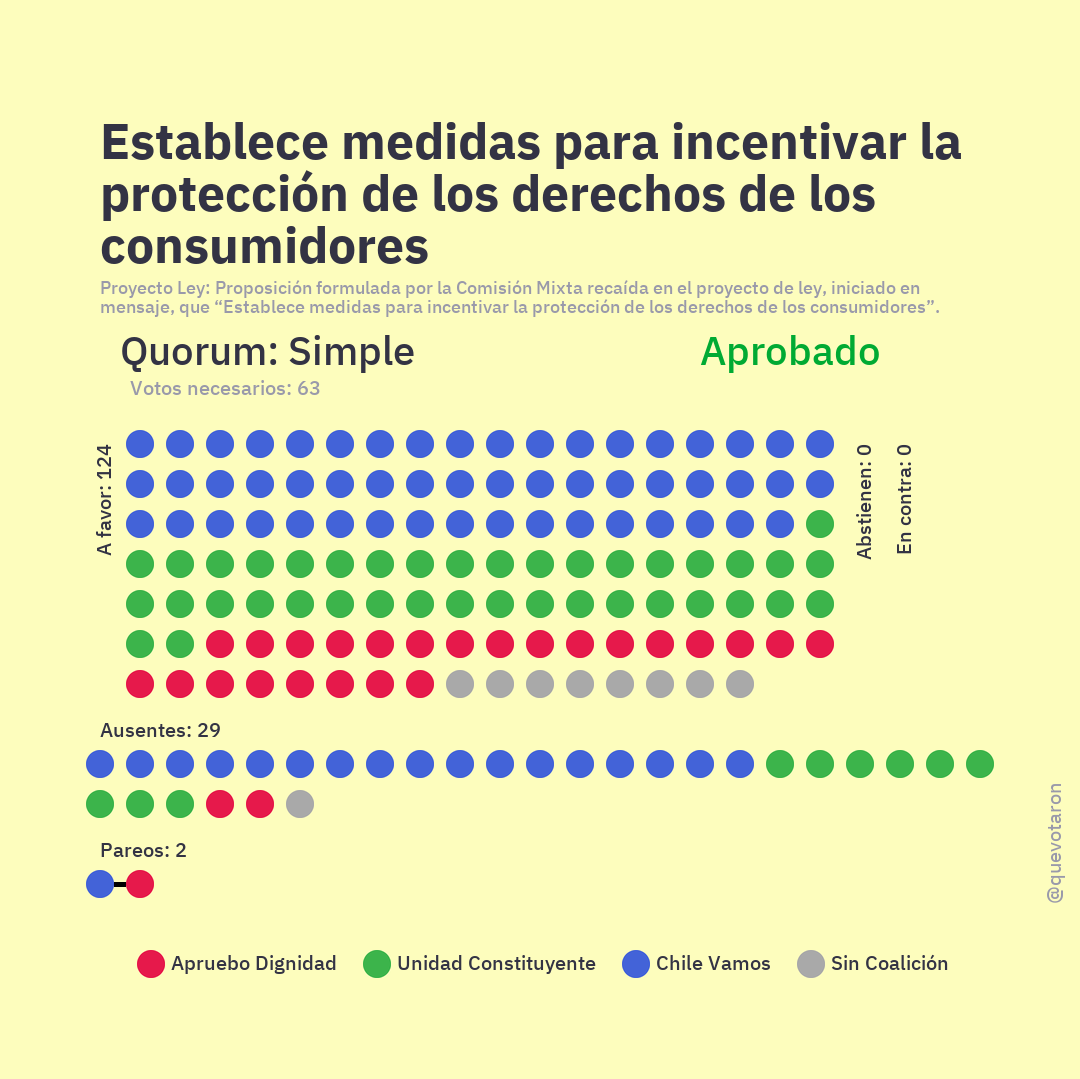 Establece medidas para incentivar la
protección de los derechos de los
consumidores
Proyecto Ley: Proposición formulada por la Comisión Mixta recaída en el proyecto de ley, iniciado en
mensaje, que “Establece medidas para incentivar la protección de los derechos de los consumidores”.
Quorum: Simple
Aprobado
Votos necesarios: 63
A favor: 124
Abstienen: 0
En contra: 0
Ausentes: 29
Pareos: 2
@quevotaron
Apruebo Dignidad
Unidad Constituyente
Chile Vamos
Sin Coalición